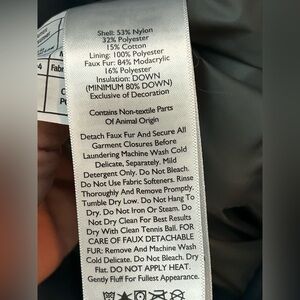 Shell: 53% Nylon
32% Polyester
15% Cotton
Lining: 100% Polyester
Faux Fur: 84% Modacrylic
16% Polyester
Insulation: DOWN
(MINIMUM 80% DOWN)
Exclusive of Decoration
Contains Non-textile Parts
Of Animal Origin
Detach Faux Fur And Secure All
Garment Closures Before
Laundering Machine Wash Cold
Delicate, Separately. Mild
Detergent Only. Do Not Bleach.
Do Not Use Fabric Softeners. Rinse
Thoroughly And Remove Promptly.
Tumble Dry Low. Do Not Hang To
Dry. Do Not Iron Or Steam. Do
Not Dry Clean For Best Results
Dry With Clean Tennis Ball. FOR
CARE OF FAUX DETACHABLE
FUR: Remove And Machine Wash
Cold Delicate. Do Not Bleach. Dry
Flat. DO NOT APPLY HEAT.
Gently Fluff For Fullest Appearance.